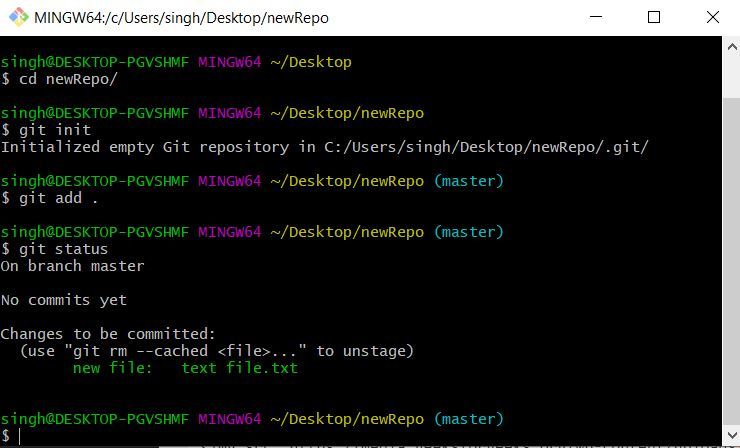 MINGW64:/c/Users/singh/Desktop/newRepo
singh@DESKTOP-PGVSHMF MINGW64 ~/Desktop
$ cd newRepo/
singh@DESKTOP-PGVSHMF MINGW64 ~/Desktop/newRepo
$ git init
Initialized empty Git repository in C:/Users/singh/Desktop/newRepo/.git/
singh@DESKTOP-PGVSHMF MINGW64 ~/Desktop/newRepo (master)
$ git add .
singh@DESKTOP-PGVSHMF MINGW64 ~/Desktop/newRepo (master)
$ git status
On branch master
No commits yet
Changes to be committed:
(use "git rm --cached <file>..." to unstage)
new file:   text file.txt
singh@DESKTOP-PGVSHMF MINGW64 ~/Desktop/newRepo (master)
$